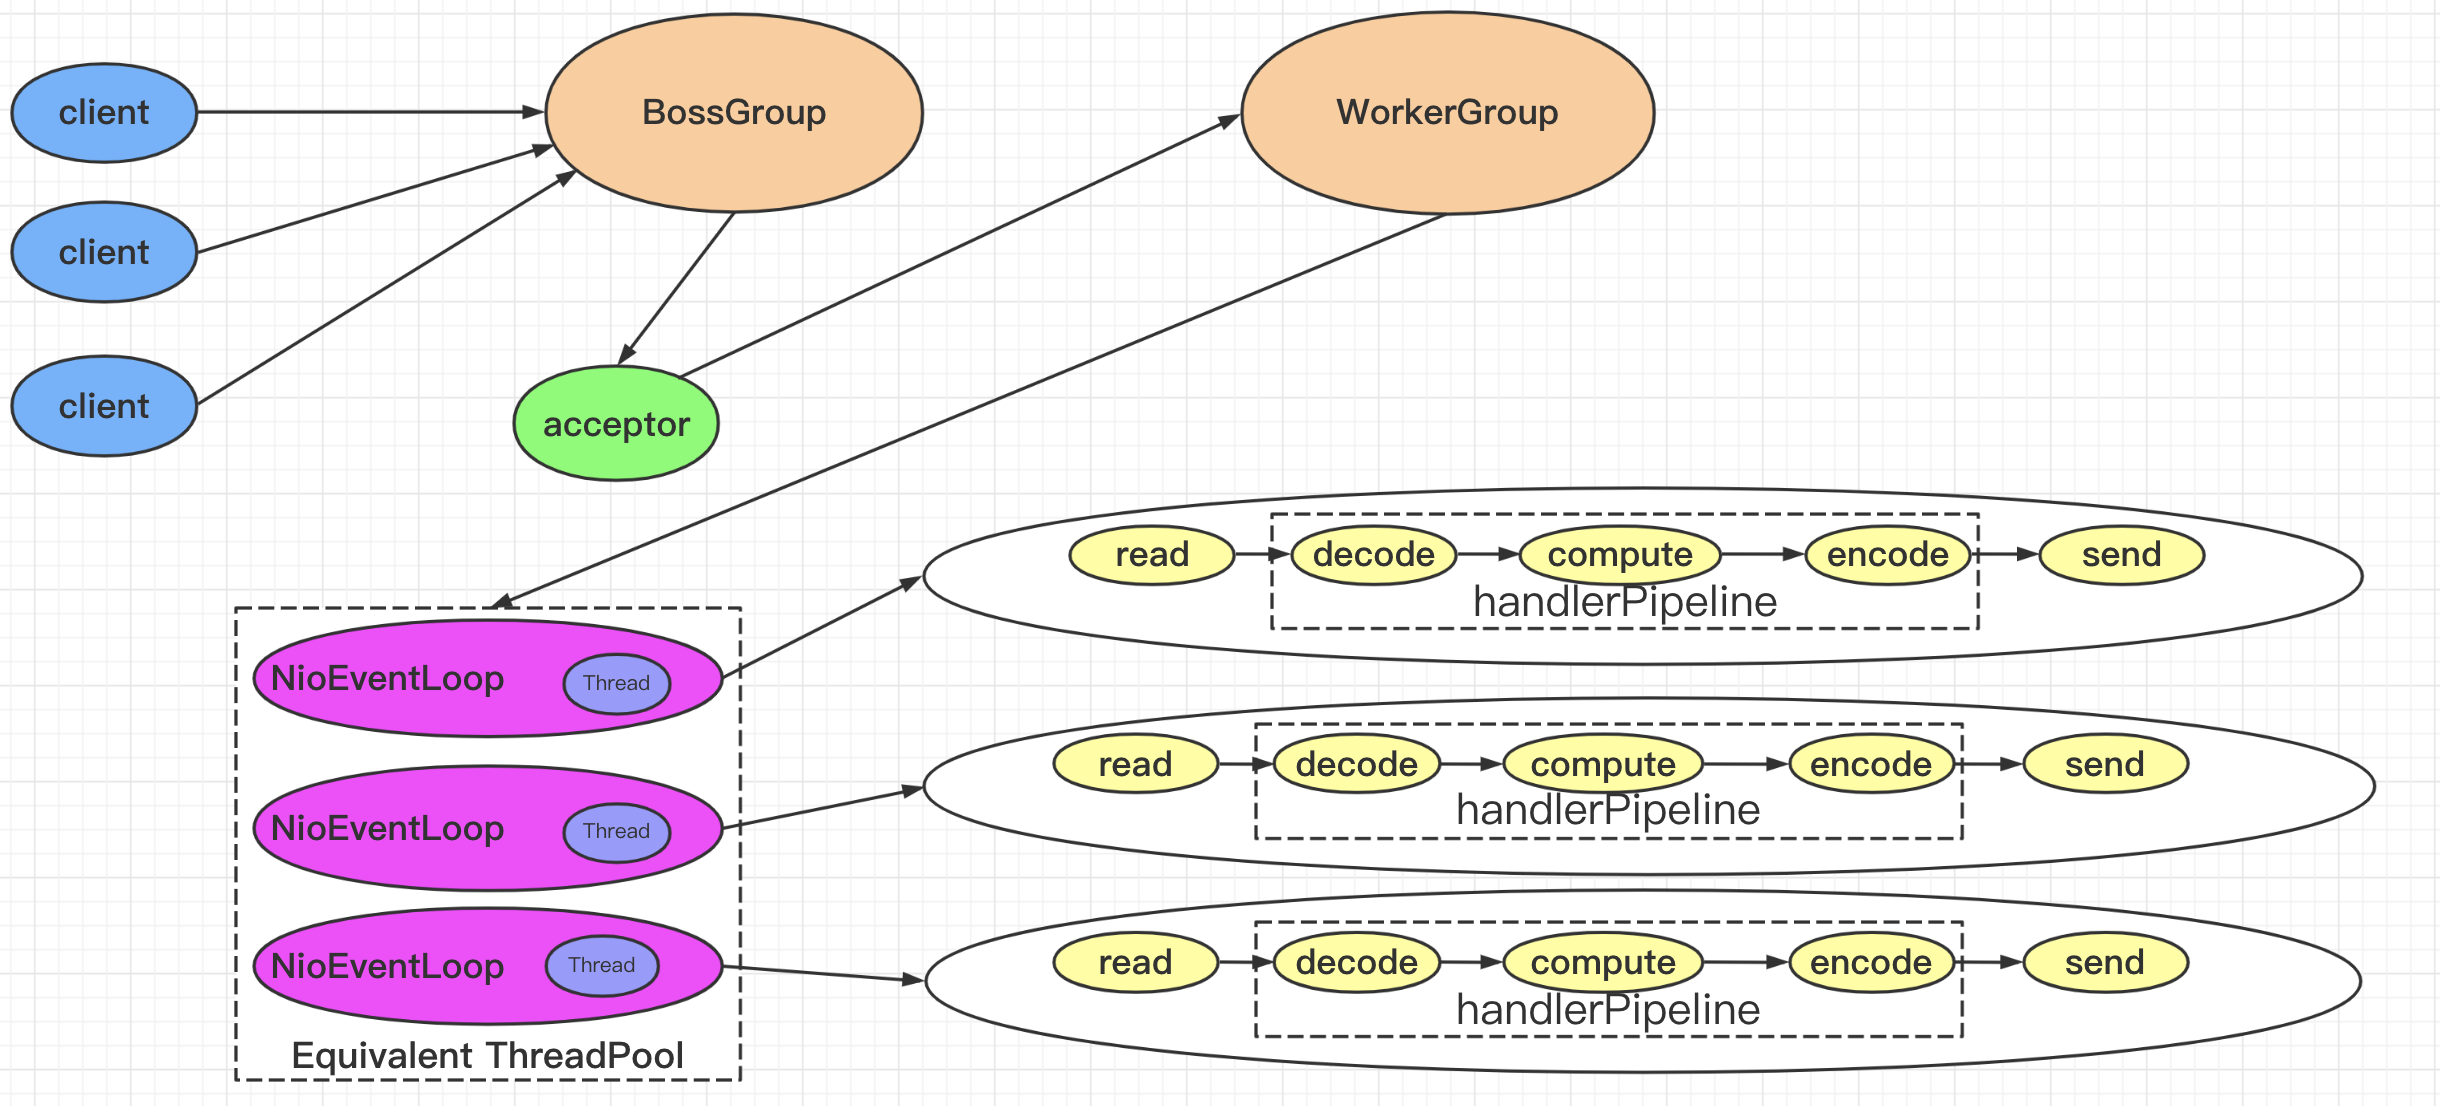 client
BossGroup
WorkerGroup
client
client
acceptor
read
decode
compute
encode
send
handlerPipeline
NioEventLoop
Thread
read
decode
compute
encode
send
handlerPipeline
NioEventLoop
Thread
read
decode
compute
encode
send
handlerPipeline
NioEventLoop
Thread
Equivalent ThreadPool